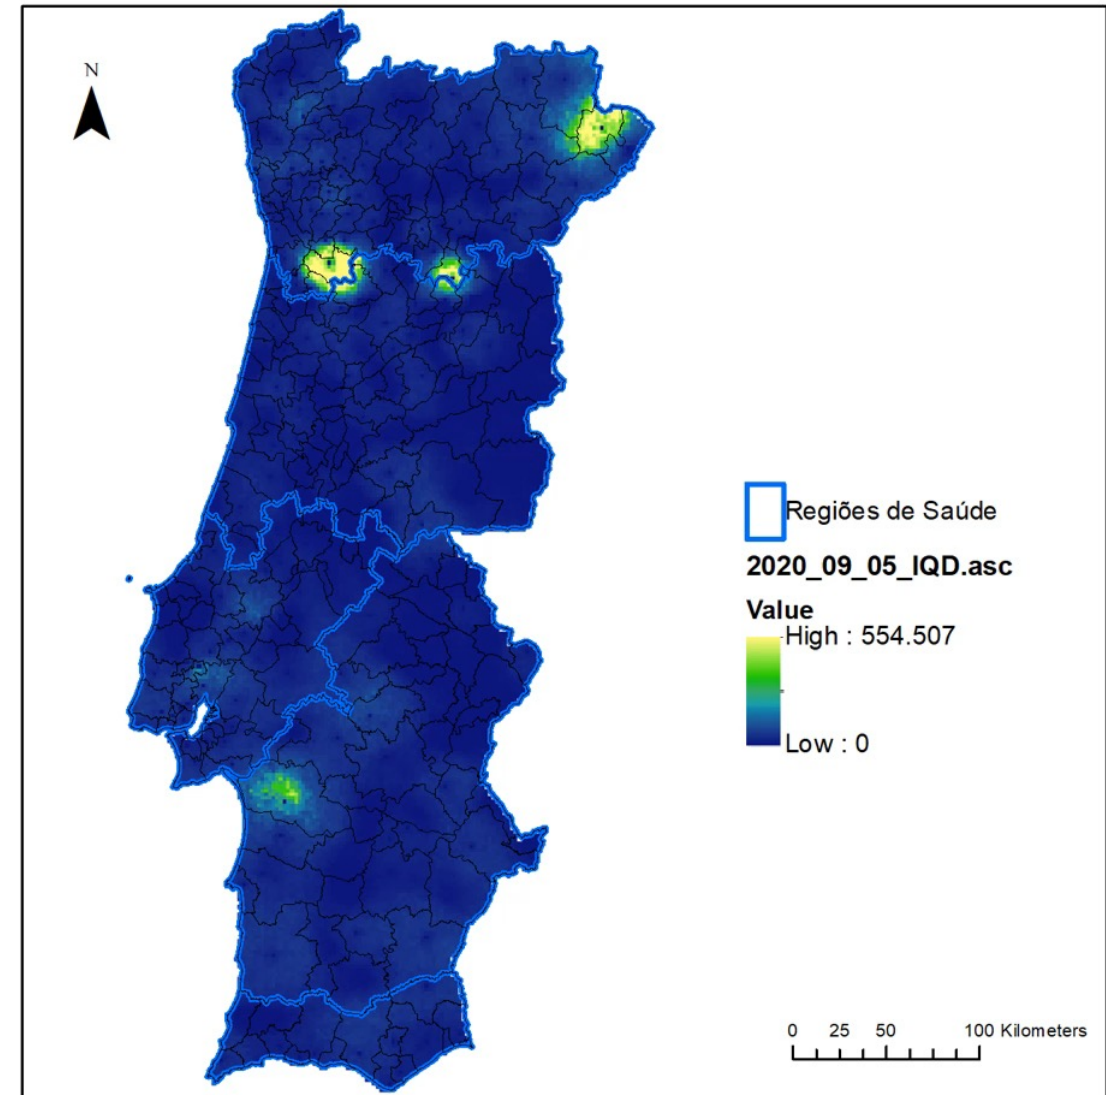 N
Regiões de Saúde
2020_09_05_IQD.asc
Value
High : 554.507
Low : 0
0 25 50 100 Kilometers